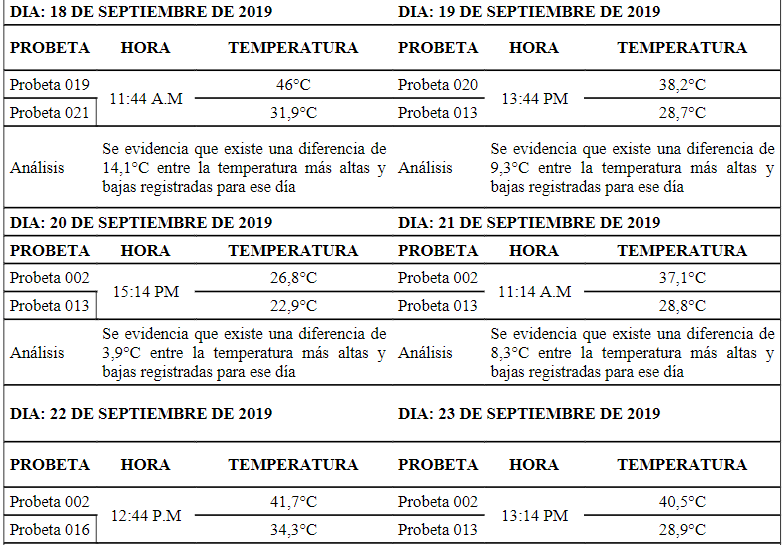 DIA: 18 DE SEPTIEMBRE DE 2019 DIA: 19 DE SEPTIEMBRE DE 2019
PROBETA HORA TEMPERATURA PROBETA HORA TEMPERATURA
Probeta 019 11:44 A.M 46°C Probeta 020 13:44 PM 38,2°C
Probeta 021 31,9°C Probeta 013 28,7°C
Análisis Se evidencia que existe una diferencia de 14,1°C entre la temperatura más altas y bajas registradas para ese día Análisis Se evidencia que existe una diferencia de 9,3°C entre la temperatura más altas y bajas registradas para ese día
DIA: 20 DE SEPTIEMBRE DE 2019 DIA: 21 DE SEPTIEMBRE DE 2019
PROBETA HORA TEMPERATURA PROBETA HORA TEMPERATURA
Probeta 002 15:14 PM 26,8°C Probeta 002 11:14 A.M 37,1°C
Probeta 013 22,9°C Probeta 013 28,8°C
Análisis Se evidencia que existe una diferencia de 3,9°C entre la temperatura más altas y bajas registradas para ese día Análisis Se evidencia que existe una diferencia de 8,3°C entre la temperatura más altas y bajas registradas para ese día
DIA: 22 DE SEPTIEMBRE DE 2019 DIA: 23 DE SEPTIEMBRE DE 2019
PROBETA HORA TEMPERATURA PROBETA HORA TEMPERATURA
Probeta 002 12:44 P.M 41,7°C Probeta 002 13:14 PM 40,5°C
Probeta 016 34,3°C Probeta 013 28,9°C